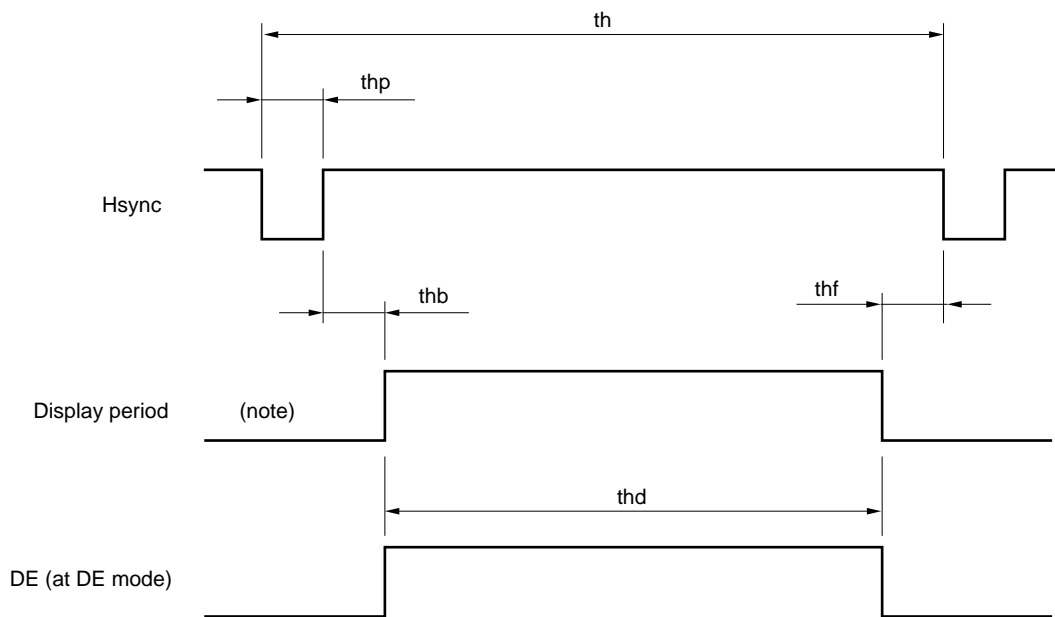 th
thp
Hsync
thb
thf
Display period
(note)
thd
DE (at DE mode)